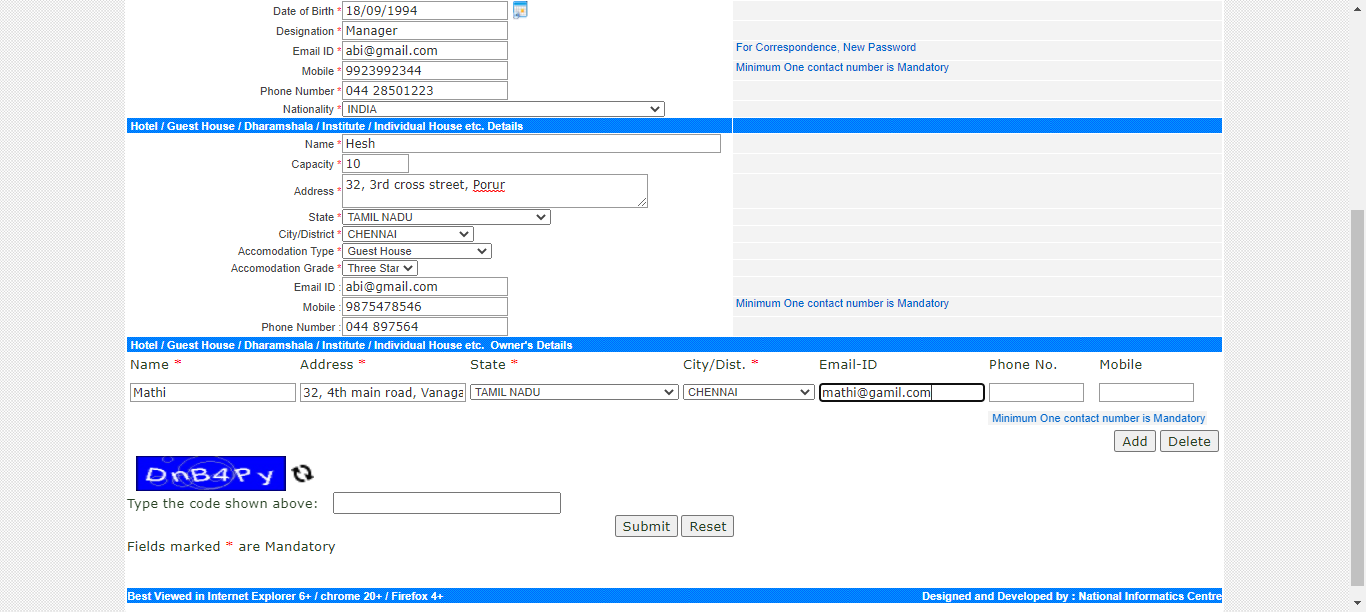 Date of Birth * 18/09/1994
Designation * Manager
Email ID * abi@gmail.com For Correspondence, New Password
Mobile * 9923992344 Minimum One contact number is Mandatory
Phone Number * 044 28501223
Nationality * INDIA
Hotel / Guest House / Dharamshala / Institute / Individual House etc. Details
Name * Hesh
Capacity * 10
Address * 32, 3rd cross street, Porur
State * TAMIL NADU
City/District * CHENNAI
Accomodation Type * Guest House
Accomodation Grade * Three Star
Email ID : abi@gmail.com
Mobile : 9875478546 Minimum One contact number is Mandatory
Phone Number : 044 897564
Hotel / Guest House / Dharamshala / Institute / Individual House etc. Owner's Details
Name * Address * State * City/Dist. * Email-ID Phone No. Mobile
Mathi 32, 4th main road, Vanaga TAMIL NADU CHENNAI mathi@gamil.com
Minimum One contact number is Mandatory
Add Delete
DnB4Py
Type the code shown above:
Submit Reset
Fields marked * are Mandatory
Best Viewed in Internet Explorer 6+ / chrome 20+ / Firefox 4+ Designed and Developed by : National Informatics Centre